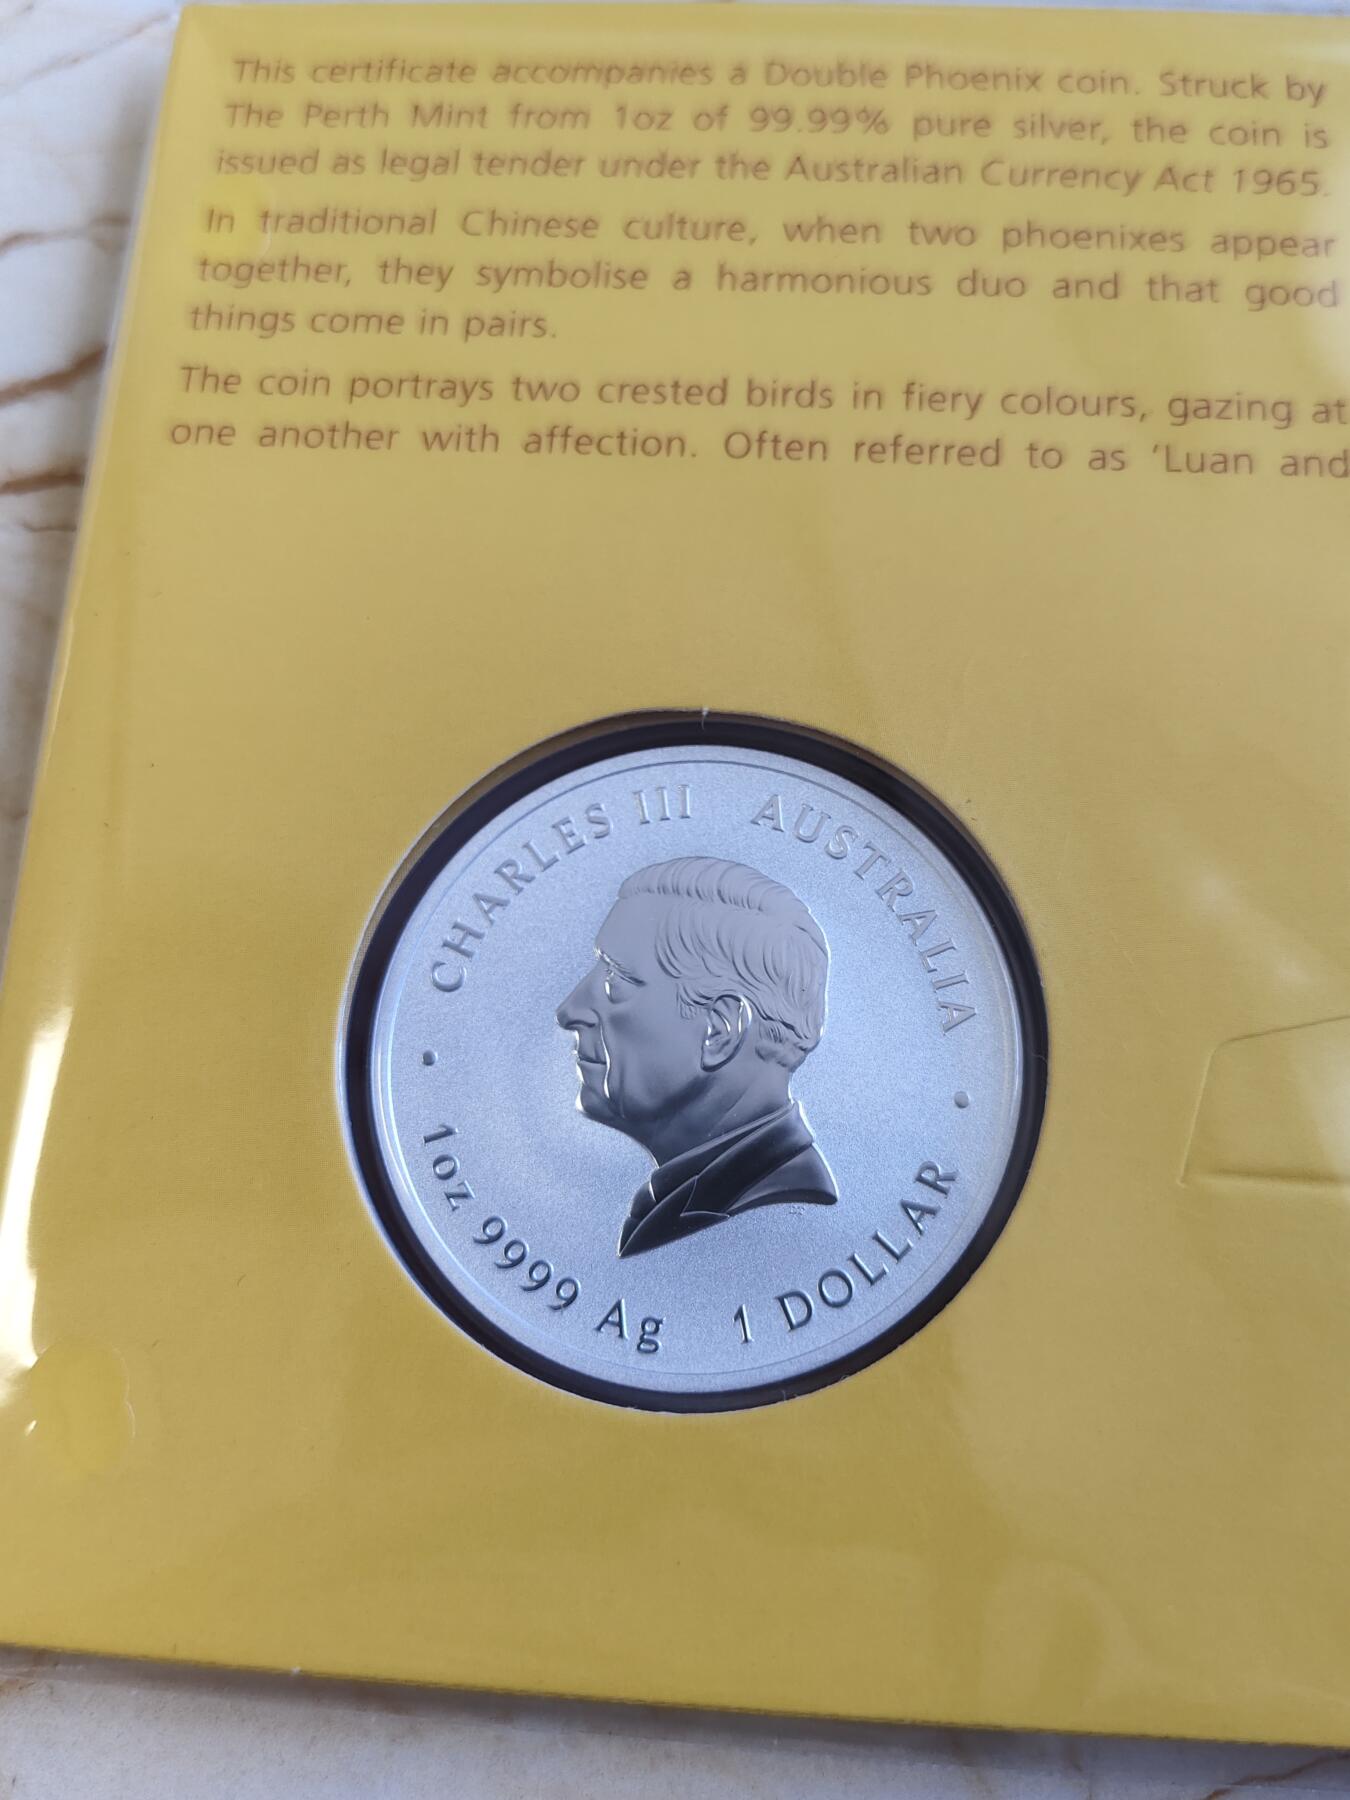 This certificate accompanies a Double Phoenix coin. Struck by
The Perth Mint from 1oz of 99.99% pure silver, the coin is
issued as legal tender under the Australian Currency Act 1965.
In traditional Chinese culture, when two phoenixes appear
together, they symbolise a harmonious duo and that good
things come in pairs.
The coin portrays two crested birds in fiery colours, gazing at
one another with affection. Often referred to as ‘Luan and
CHARLES III AUSTRALIA
1oz 9999 Ag 1 DOLLAR